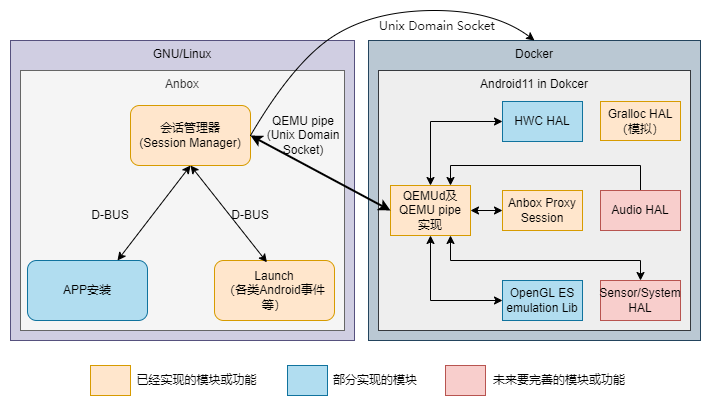 Unix Domain Socket
GNU/Linux
Docker
Anbox
Android11 in Dokcer
会话管理器
(Session Manager)
QEMU pipe
(Unix Domain
Socket)
HWC HAL
Gralloc HAL
（模拟）
D-BUS
D-BUS
QEMUd及
QEMU pipe
实现
Anbox Proxy
Session
Audio HAL
APP安装
Launch
（各类Android事件
等）
OpenGL ES
emulation Lib
Sensor/System
HAL
已经实现的模块或功能
部分实现的模块
未来要完善的模块或功能